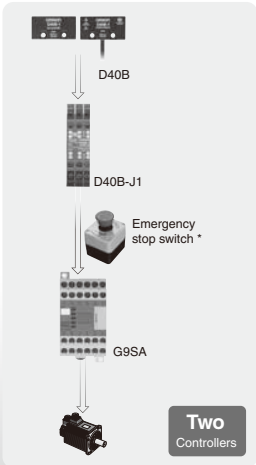 D40B
D40B-J1
Emergency
stop switch *
G9SA
Two
Controllers